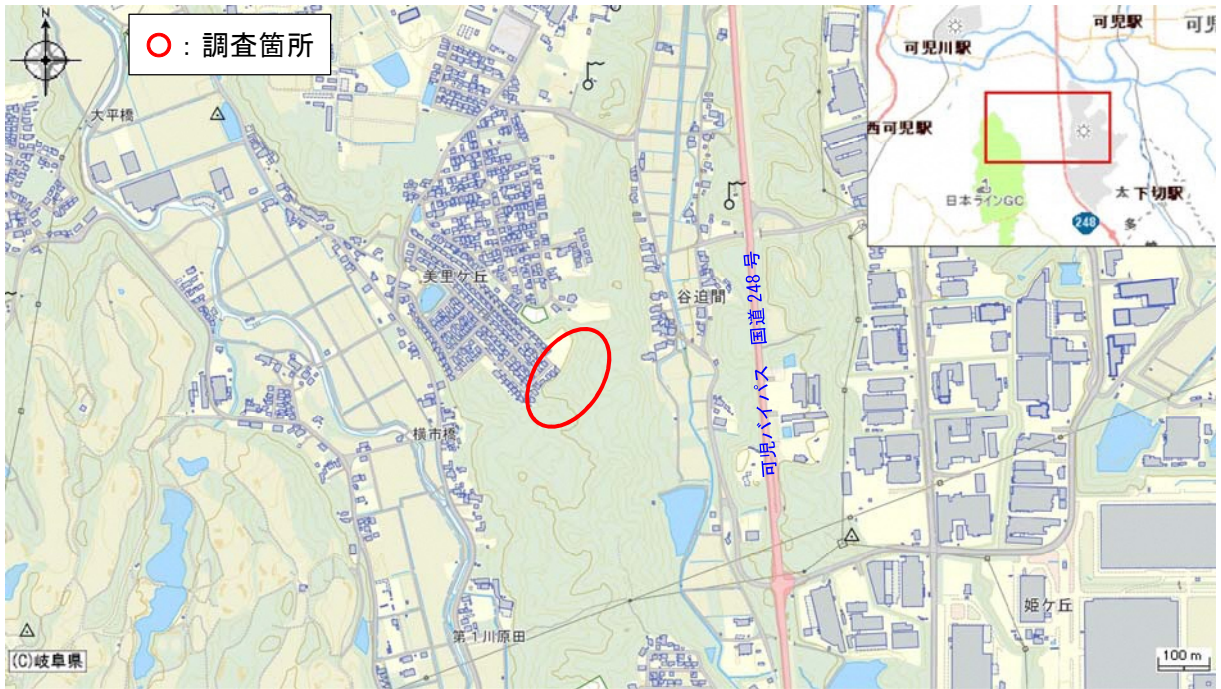 N
○：調査箇所
大平橋
美里ケ丘
谷迫間
可児バイパス 国道248号
横市橋
第1川原田
姫ケ丘
(C)岐阜県
100 m
可児川駅
可児駅
可児
西可児駅
日本ラインGC
248
太
下切駅
多